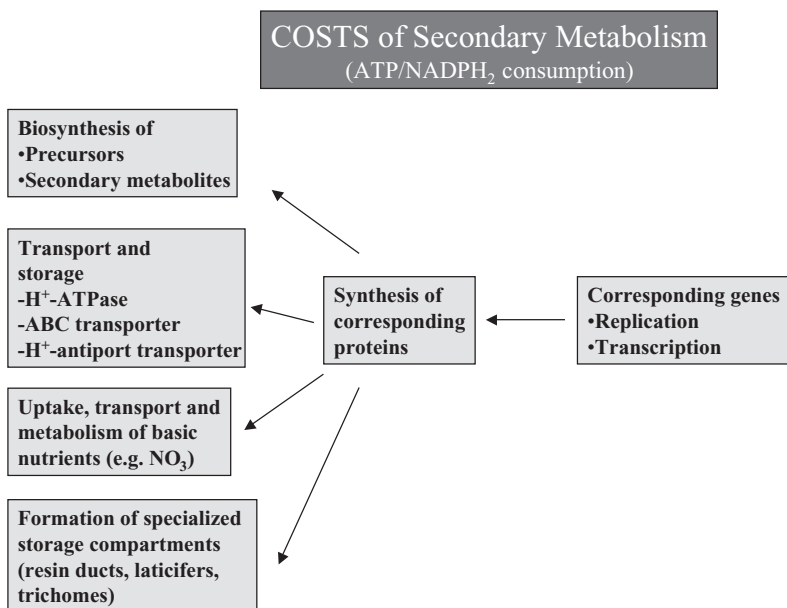 COSTS of Secondary Metabolism
(ATP/NADPH₂ consumption)
Biosynthesis of
•Precursors
•Secondary metabolites
Transport and
storage
-H⁺-ATPase
-ABC transporter
-H⁺-antiport transporter
Synthesis of
corresponding
proteins
Corresponding genes
•Replication
•Transcription
Uptake, transport and
metabolism of basic
nutrients (e.g. NO₃)
Formation of specialized
storage compartments
(resin ducts, laticifers,
trichomes)